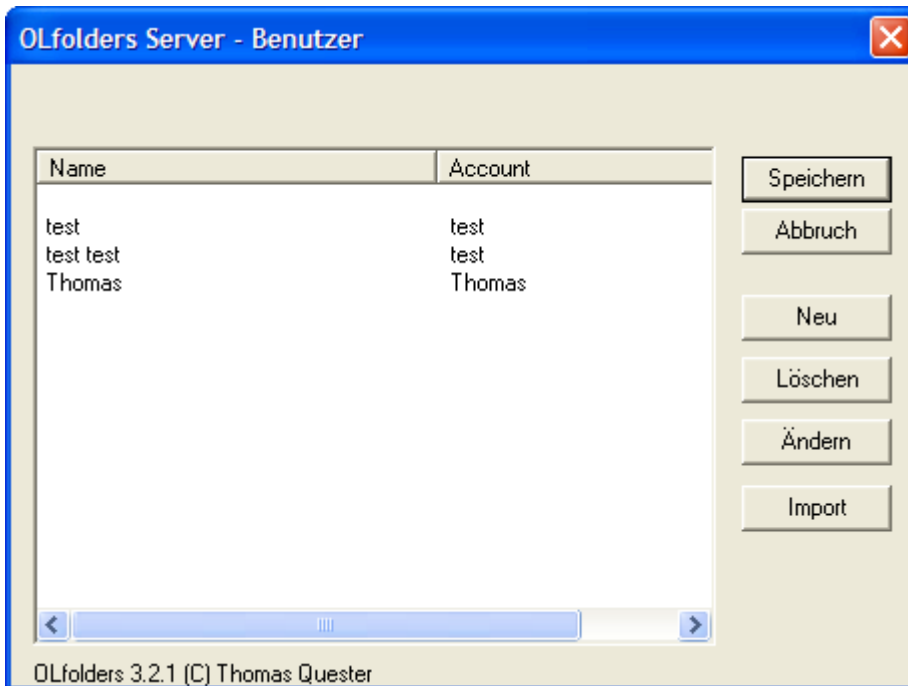 OLfolders Server - Benutzer
Name Account
test test
test test test
Thomas Thomas
Speichern
Abbruch
Neu
Löschen
Ändern
Import
OLfolders 3.2.1 (C) Thomas Quester